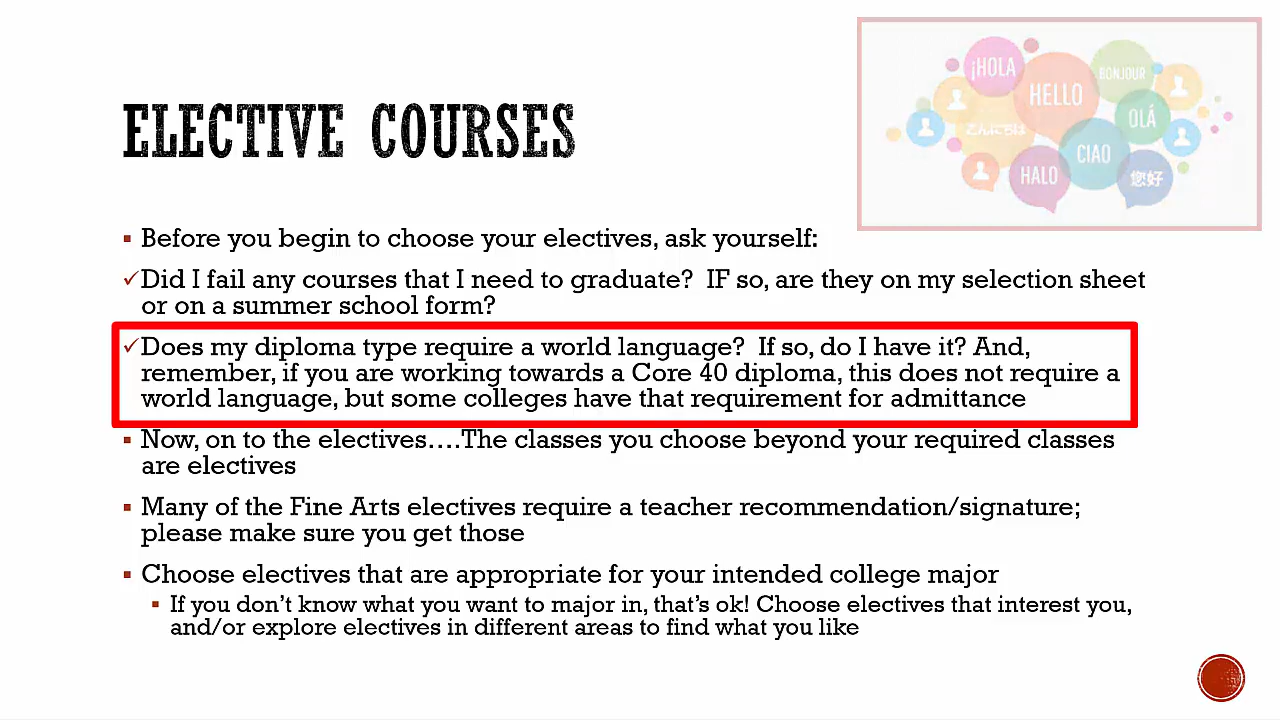 ¡HOLA
HELLO
BONJOUR
こんにちは
OLÁ
CIAO
HALO
您好
ELECTIVE COURSES
▪ Before you begin to choose your electives, ask yourself:
✓Did I fail any courses that I need to graduate?  IF so, are they on my selection sheet
or on a summer school form?
✓Does my diploma type require a world language?  If so, do I have it? And,
remember, if you are working towards a Core 40 diploma, this does not require a
world language, but some colleges have that requirement for admittance
▪ Now, on to the electives….The classes you choose beyond your required classes
are electives
▪ Many of the Fine Arts electives require a teacher recommendation/signature;
please make sure you get those
▪ Choose electives that are appropriate for your intended college major
▪ If you don’t know what you want to major in, that’s ok! Choose electives that interest you,
and/or explore electives in different areas to find what you like